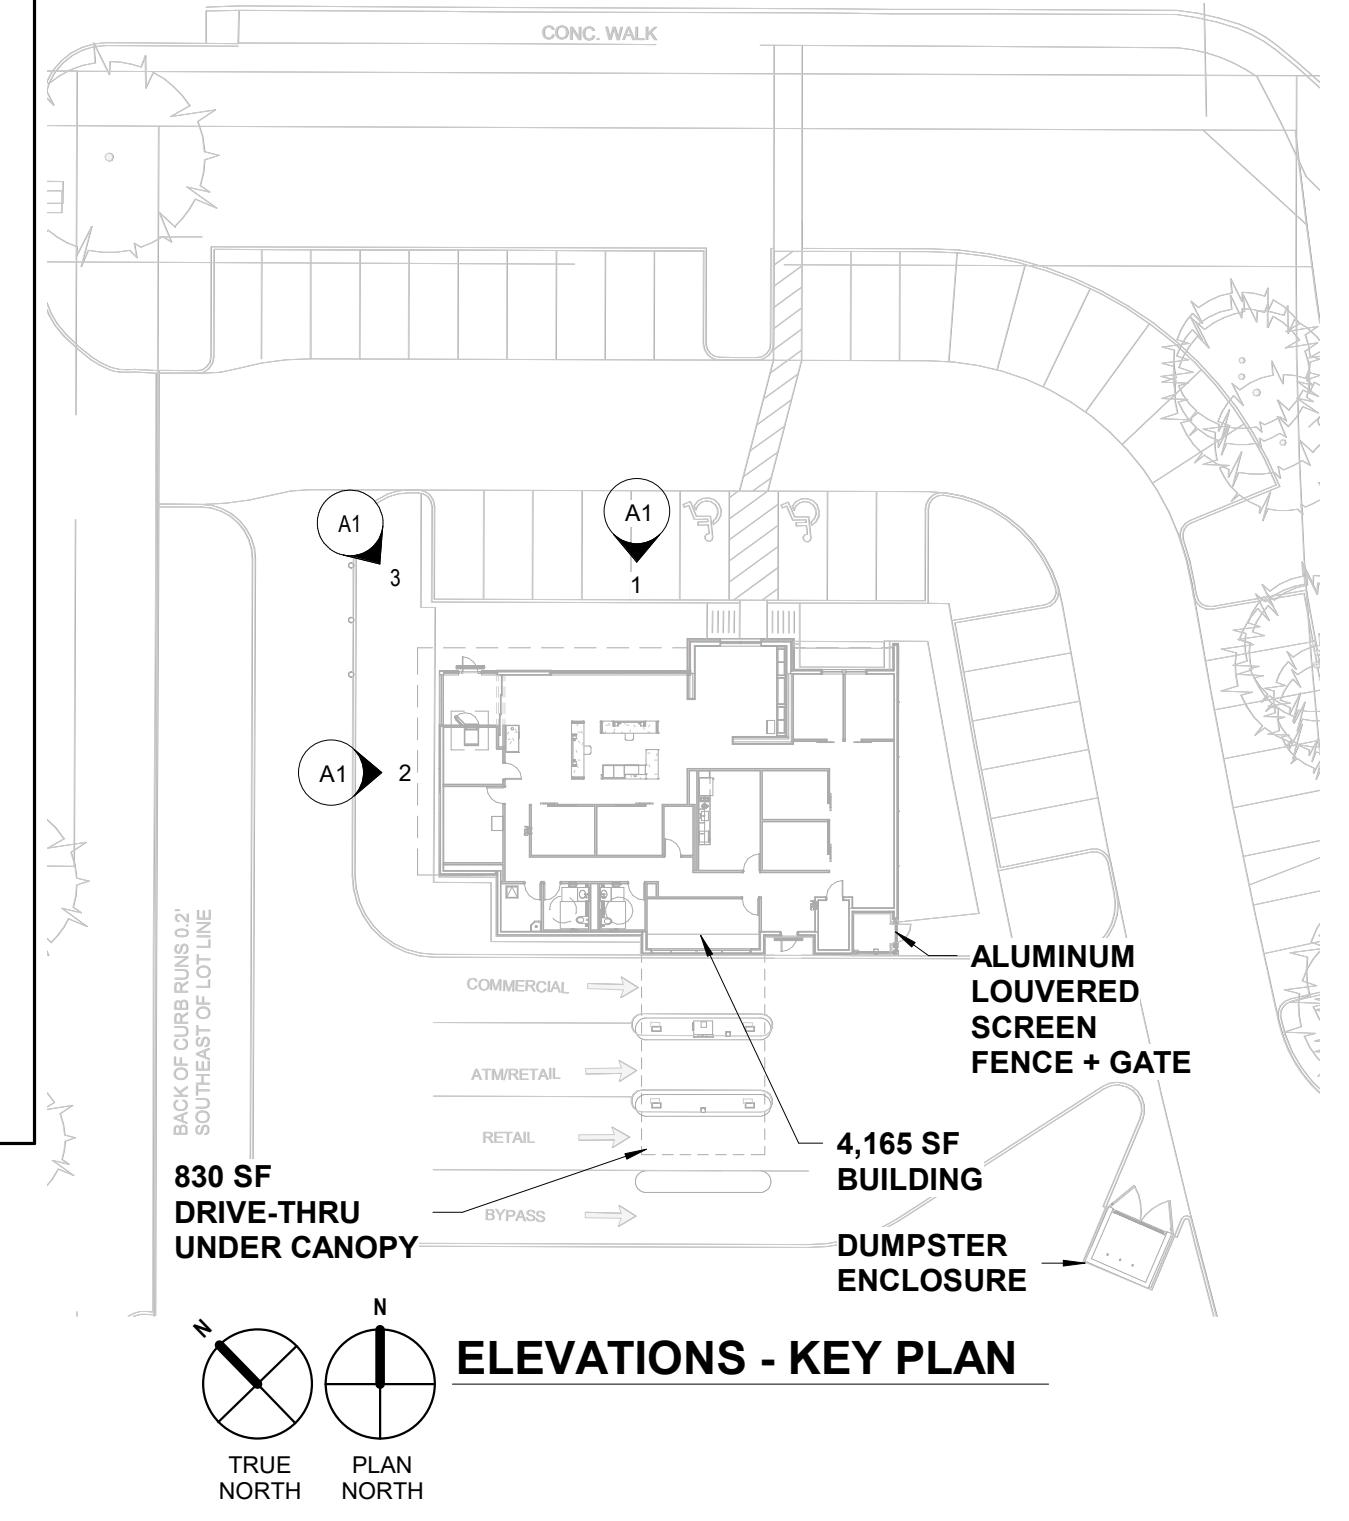 CONC. WALK
A1
3
A1
1
A1
2
BACK OF CURB RUNS 0.2'
SOUTHEAST OF LOT LINE
COMMERCIAL
ATM/RETAIL
RETAIL
BYPASS
ALUMINUM
LOUVERED
SCREEN
FENCE + GATE
4,165 SF
BUILDING
830 SF
DRIVE-THRU
UNDER CANOPY
DUMPSTER
ENCLOSURE
N
N
ELEVATIONS - KEY PLAN
TRUE
NORTH
PLAN
NORTH